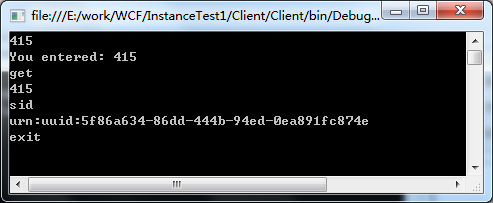 file:///E:/work/WCF/InstanceTest1/Client/Client/bin/Debug...
415
You entered: 415
get
415
sid
urn:uuid:5f86a634-86dd-444b-94ed-0ea891fc874e
exit